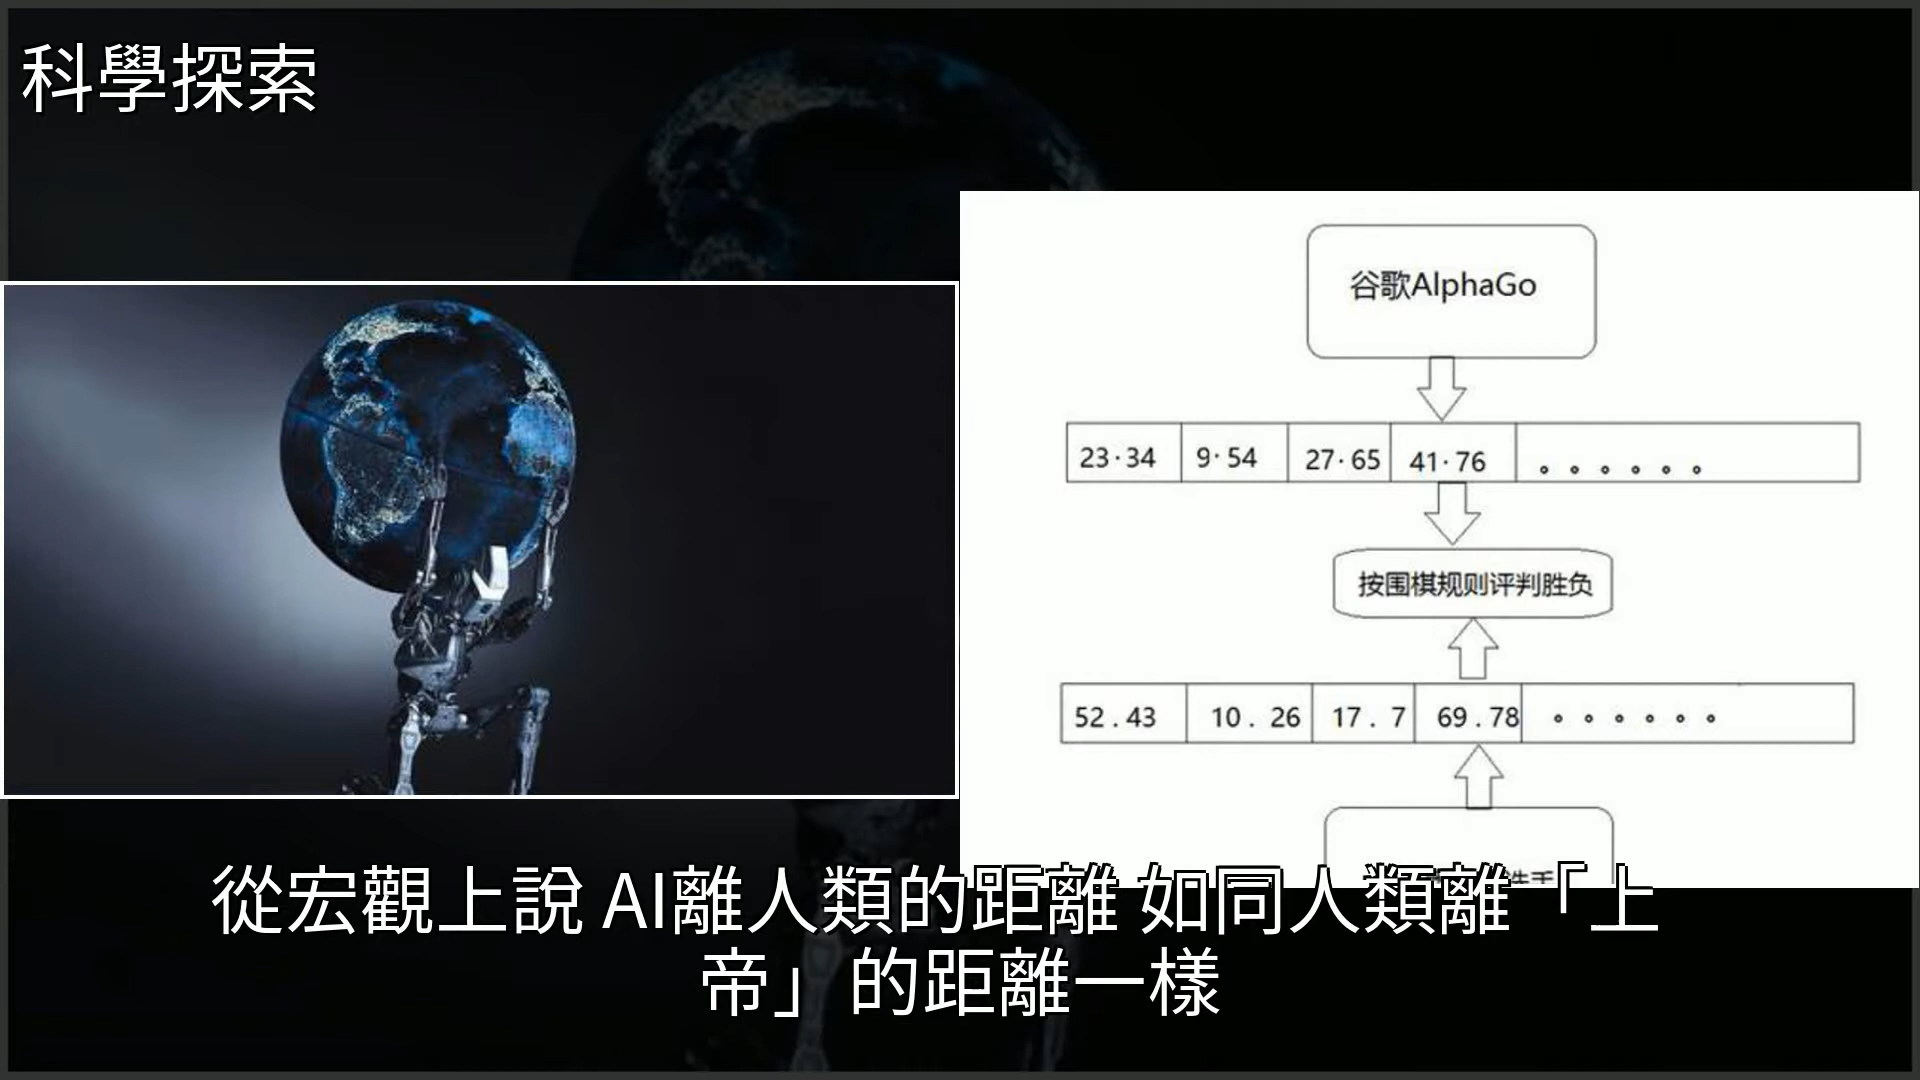 科學探索
谷歌AlphaGo
23·34 9·54 27·65 41·76 。。。。。。
按围棋规则评判胜负
52.43 10. 26 17. 7 69.78 。。。。。。
從宏觀上說 AI離人類的距離 如同人類離「上
帝」的距離一樣